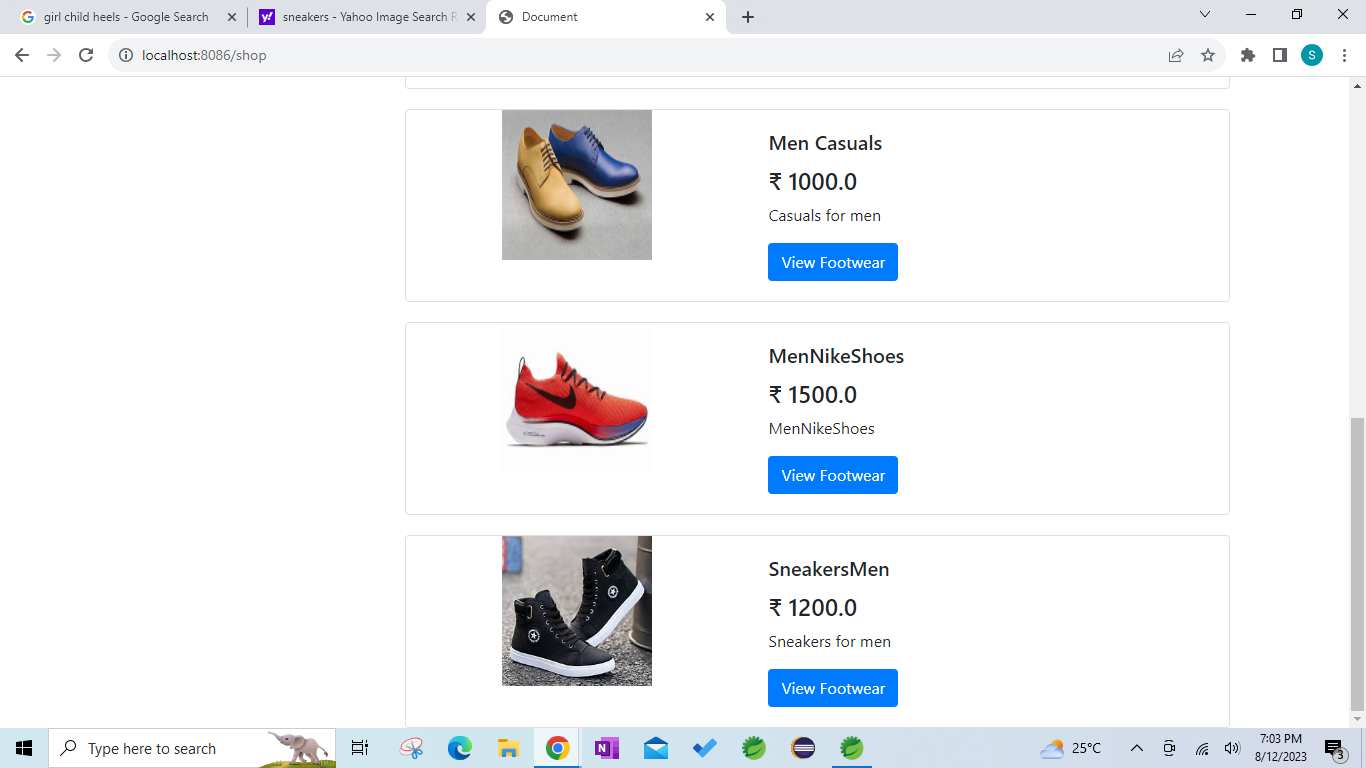 girl child heels - Google Search
sneakers - Yahoo Image Search R
Document
localhost:8086/shop
S
Men Casuals
₹ 1000.0
Casuals for men
View Footwear
MenNikeShoes
₹ 1500.0
MenNikeShoes
View Footwear
SneakersMen
₹ 1200.0
Sneakers for men
View Footwear
Type here to search
25°C
7:03 PM
8/12/2023
3